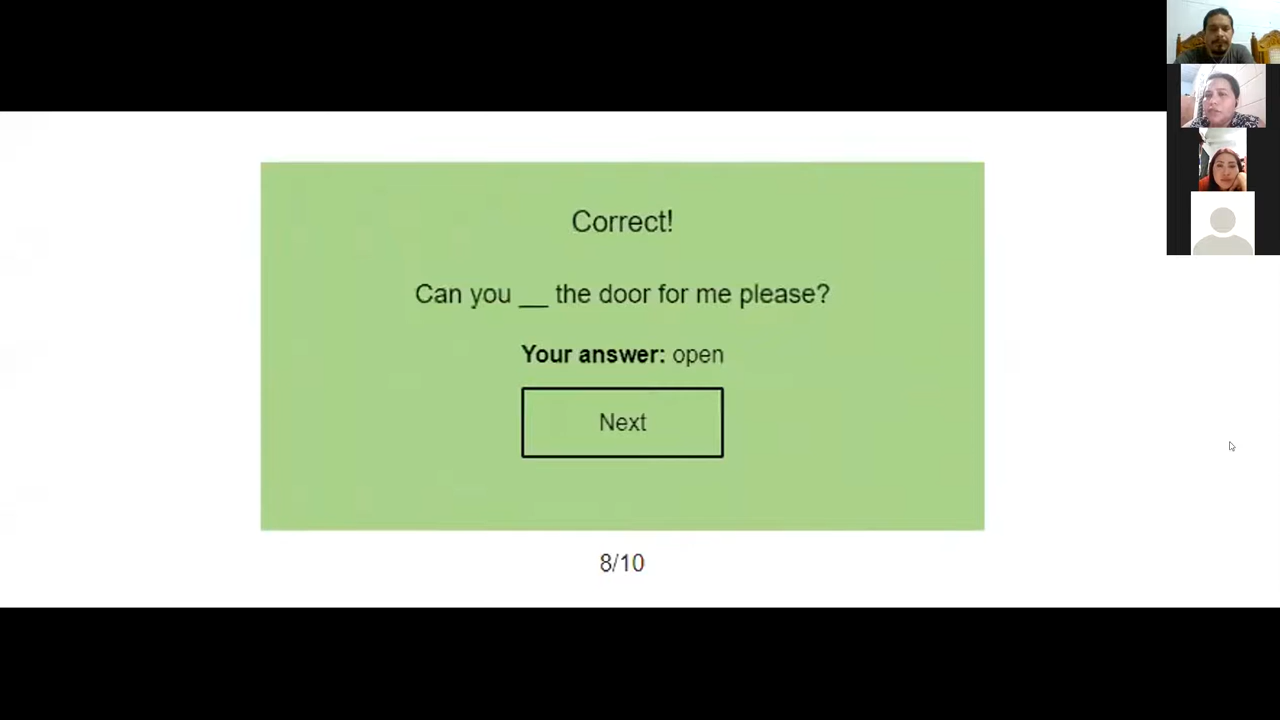 Correct!
Can you __ the door for me please?
Your answer: open
Next
8/10